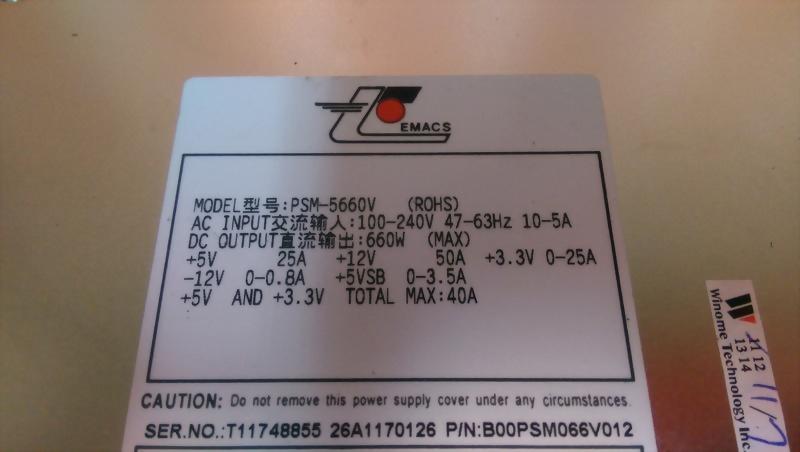 EMACS
MODEL型号:PSM-5660V (ROHS)
AC INPUT交流输入:100-240V 47-63Hz 10-5A
DC OUTPUT直流输出:660W (MAX)
+5V 25A +12V 50A +3.3V 0-25A
-12V 0-0.8A +5VSB 0-3.5A
+5V AND +3.3V TOTAL MAX:40A
CAUTION: Do not remove this power supply cover under any circumstances.
SER.NO.:T11748855 26A1170126 P/N:B00PSM066V012
11 12
13 14
Winome Technology Inc.